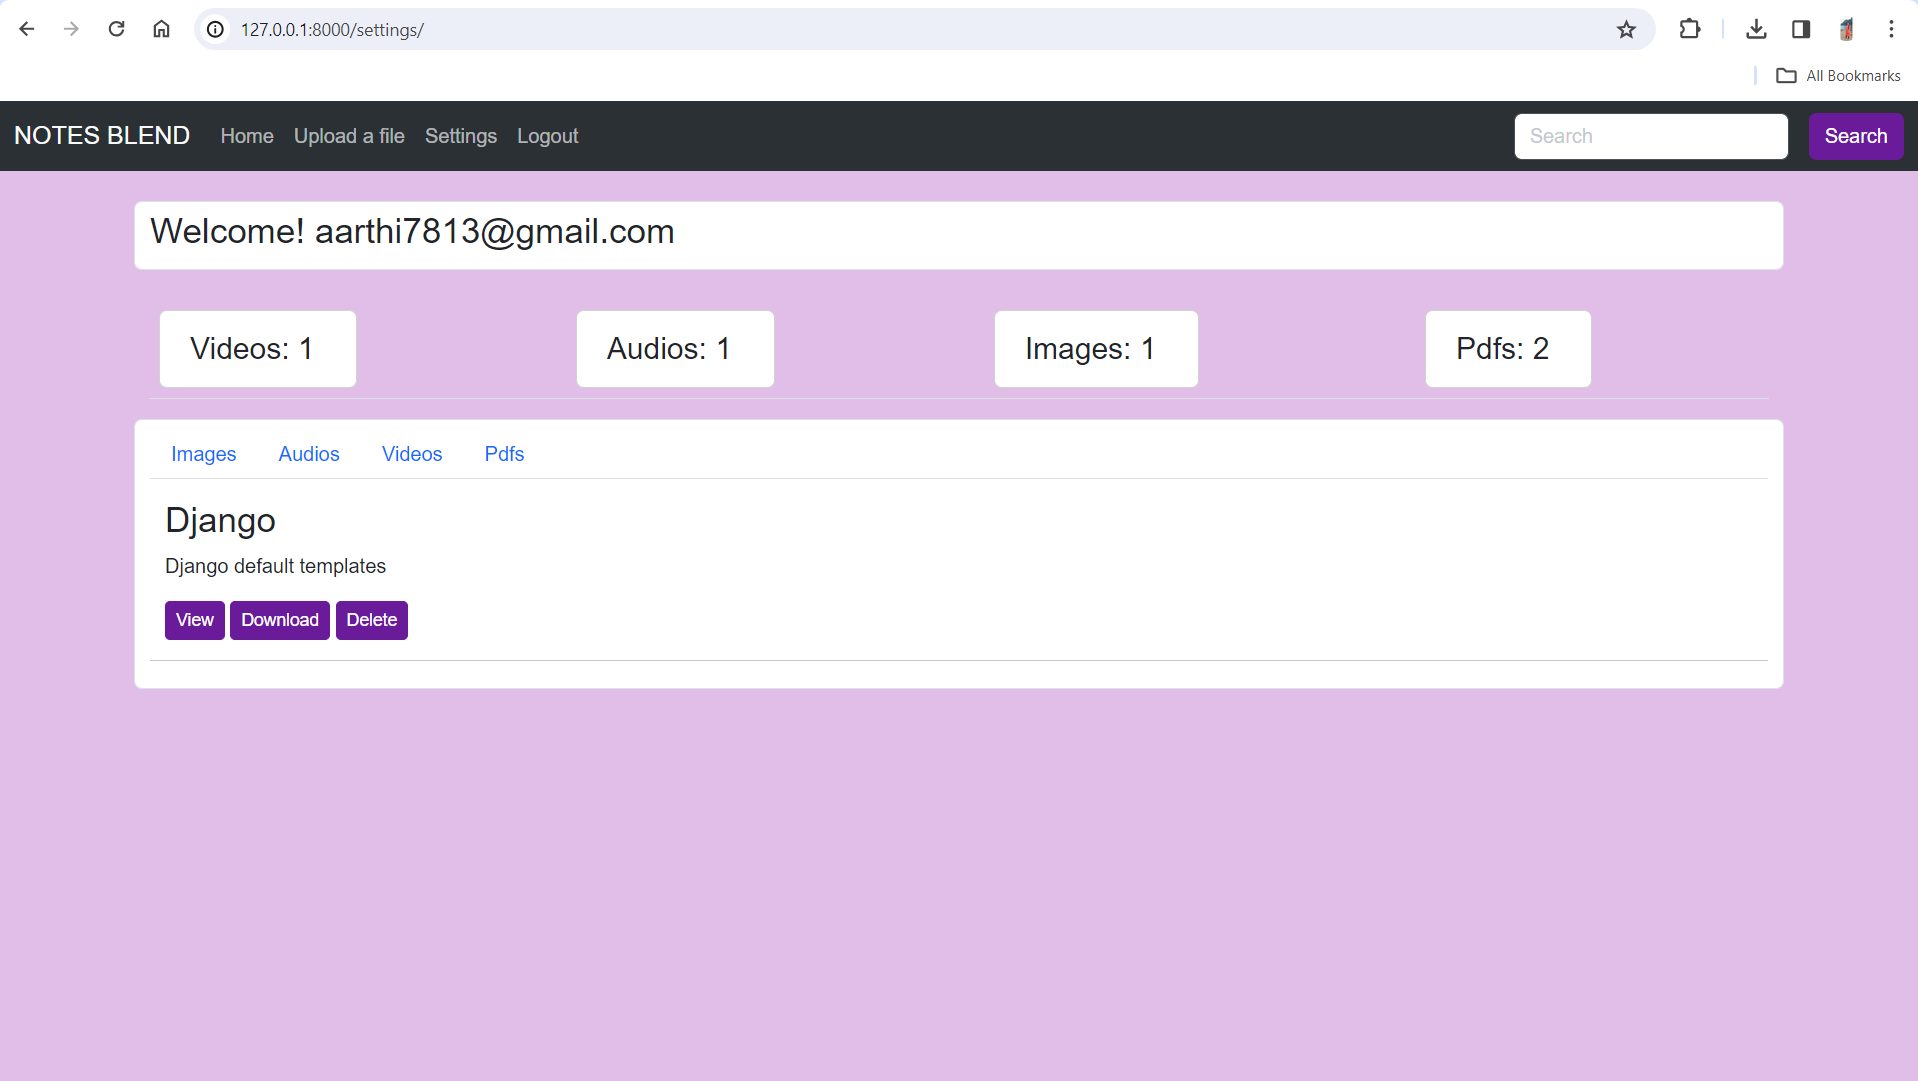 127.0.0.1:8000/settings/
All Bookmarks
NOTES BLEND Home Upload a file Settings Logout Search Search
Welcome! aarthi7813@gmail.com
Videos: 1 Audios: 1 Images: 1 Pdfs: 2
Images Audios Videos Pdfs
Django
Django default templates
View Download Delete